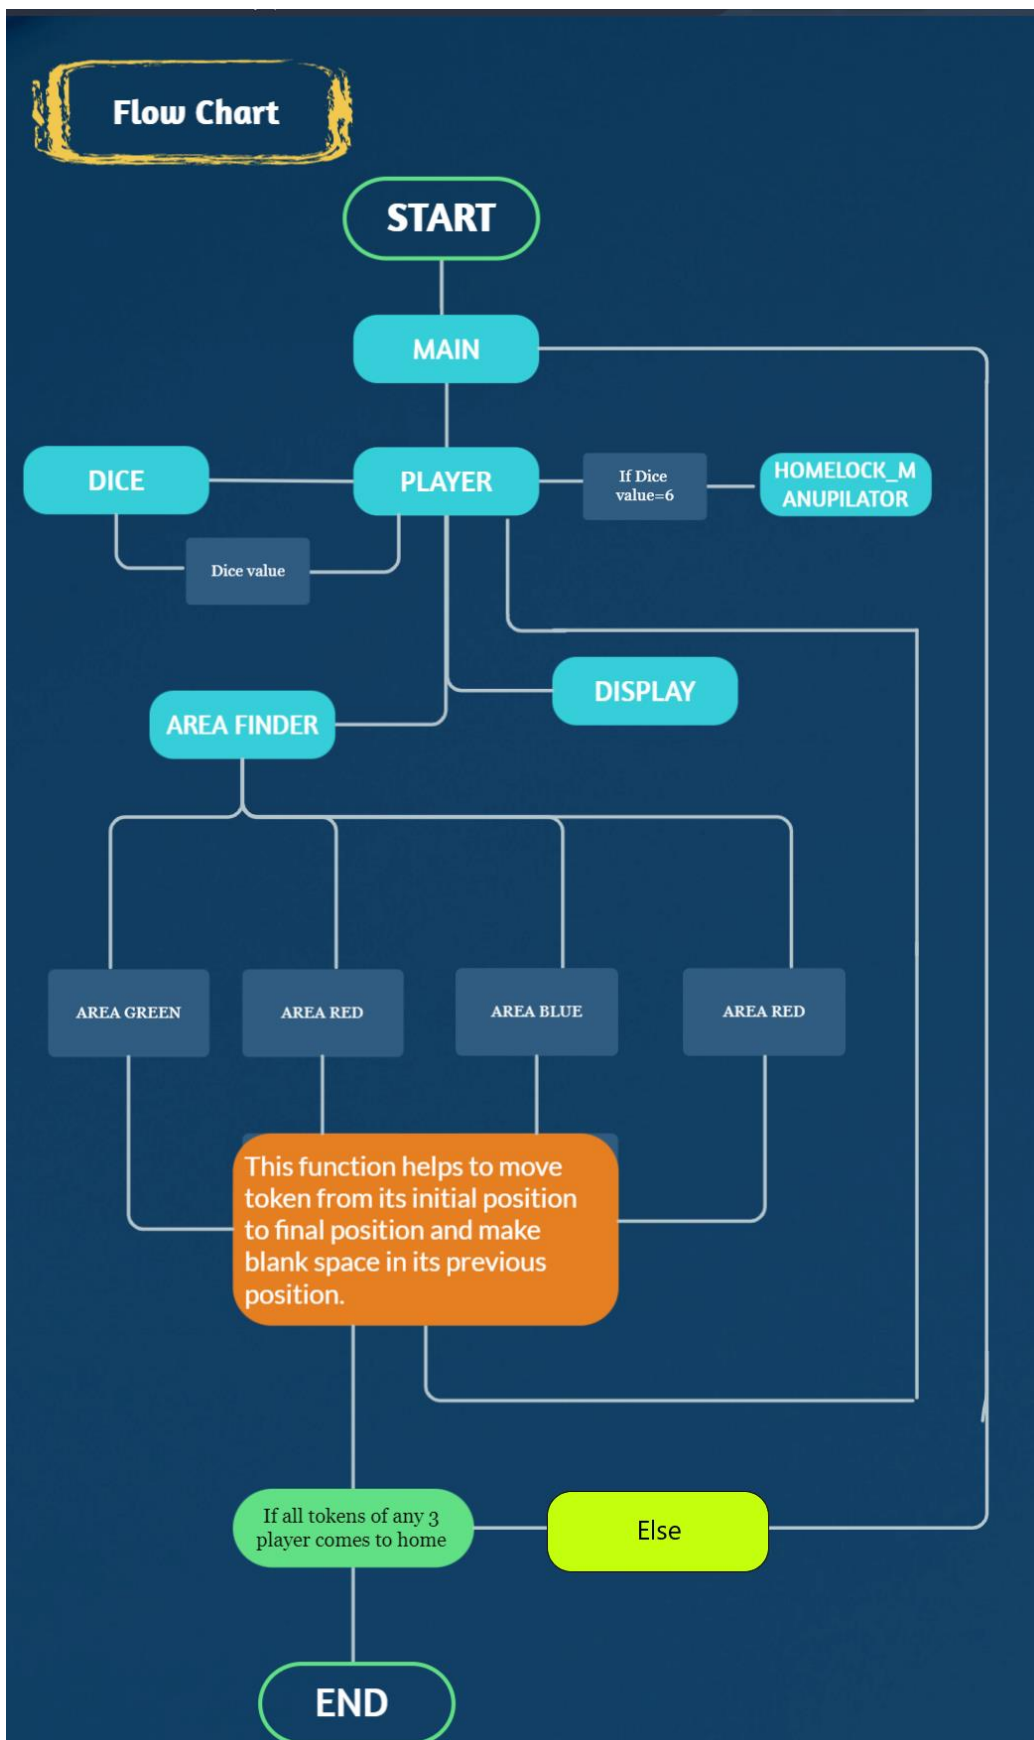 Flow Chart
START
MAIN
DICE
PLAYER
If Dice
value=6
HOMELOCK_M
ANUPILATOR
Dice value
DISPLAY
AREA FINDER
AREA GREEN
AREA RED
AREA BLUE
AREA RED
This function helps to move
token from its initial position
to final position and make
blank space in its previous
position.
If all tokens of any 3
player comes to home
Else
END